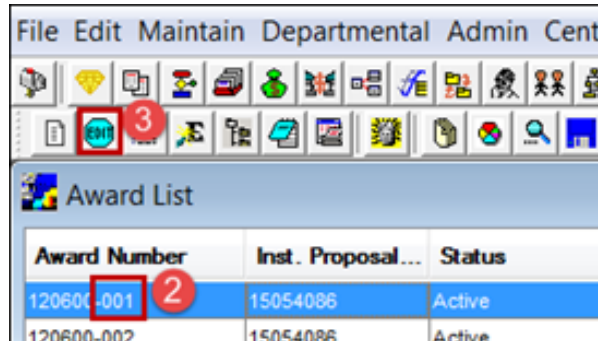 File Edit Maintain Departmental Admin Cent
EDIT 3 Σ
Award List
Award Number Inst. Proposal... Status
120600-001 2 15054086 Active
120600-002 15054086 Active